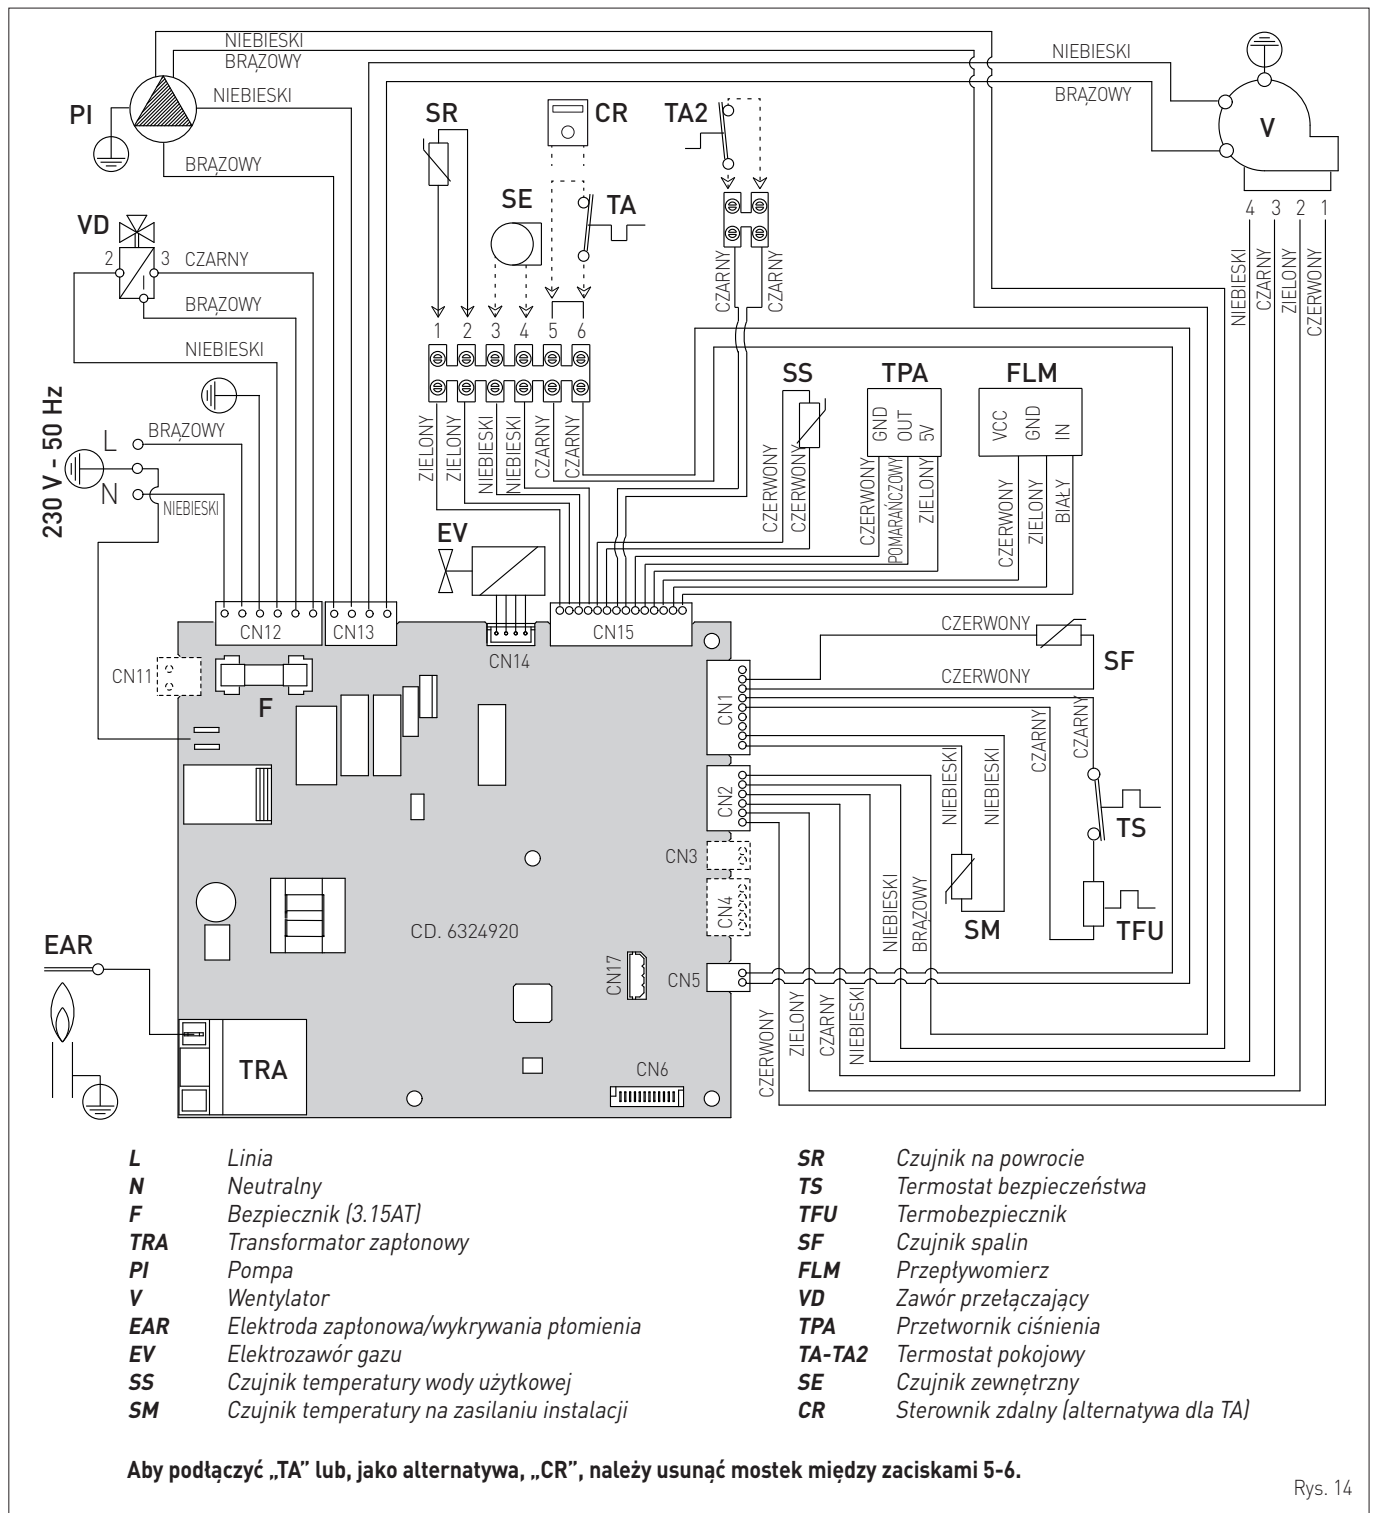 NIEBIESKI
BRĄZOWY
NIEBIESKI
PI
BRĄZOWY
NIEBIESKI
BRĄZOWY
V
4 3 2 1
NIEBIESKI
CZARNY
ZIELONY
CZERWONY
SR
CR
TA2
SE
TA
CZARNY
CZARNY
VD
2
3
CZARNY
BRĄZOWY
NIEBIESKI
1 2 3 4 5 6
ZIELONY
ZIELONY
NIEBIESKI
NIEBIESKI
CZARNY
CZARNY
230 V - 50 Hz
L
BRĄZOWY
N
NIEBIESKI
SS
CZERWONY
CZERWONY
TPA
GND
OUT
5V
CZERWONY
POMARAŃCZOWY
ZIELONY
FLM
VCC
GND
IN
CZERWONY
ZIELONY
BIAŁY
EV
CN12
CN13
CN14
CN15
CN11
F
CZERWONY
SF
CZERWONY
CN1
CZARNY
CZARNY
NIEBIESKI
NIEBIESKI
TS
CN2
CN3
CN4
SM
TFU
NIEBIESKI
BRĄZOWY
CD. 6324920
CN17
CN5
EAR
TRA
CN6
CZERWONY
ZIELONY
CZARNY
NIEBIESKI
L Linia
N Neutralny
F Bezpiecznik (3.15AT)
TRA Transformator zapłonowy
PI Pompa
V Wentylator
EAR Elektroda zapłonowa/wykrywania płomienia
EV Elektrozawór gazu
SS Czujnik temperatury wody użytkowej
SM Czujnik temperatury na zasilaniu instalacji
SR Czujnik na powrocie
TS Termostat bezpieczeństwa
TFU Termobezpiecznik
SF Czujnik spalin
FLM Przepływomierz
VD Zawór przełączający
TPA Przetwornik ciśnienia
TA-TA2 Termostat pokojowy
SE Czujnik zewnętrzny
CR Sterownik zdalny (alternatywa dla TA)
Aby podłączyć „TA” lub, jako alternatywa, „CR”, należy usunąć mostek między zaciskami 5-6.
Rys. 14